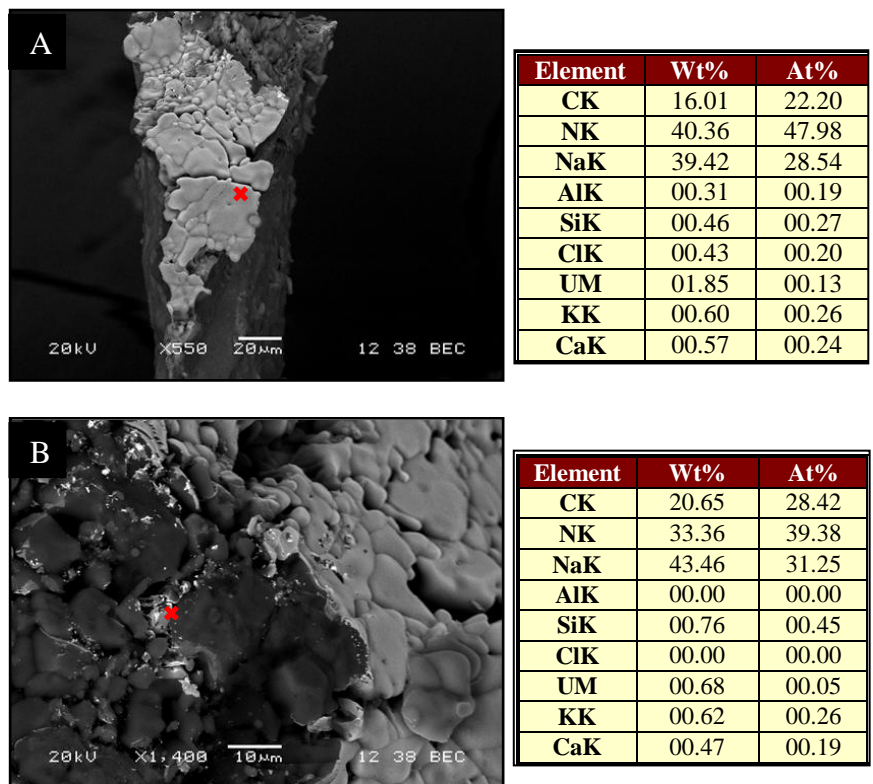 A
20kV X550 20µm 12 38 BEC
Element Wt% At%
CK 16.01 22.20
NK 40.36 47.98
NaK 39.42 28.54
AlK 00.31 00.19
SiK 00.46 00.27
ClK 00.43 00.20
UM 01.85 00.13
KK 00.60 00.26
CaK 00.57 00.24
B
20kV X1,400 10µm 12 38 BEC
Element Wt% At%
CK 20.65 28.42
NK 33.36 39.38
NaK 43.46 31.25
AlK 00.00 00.00
SiK 00.76 00.45
ClK 00.00 00.00
UM 00.68 00.05
KK 00.62 00.26
CaK 00.47 00.19